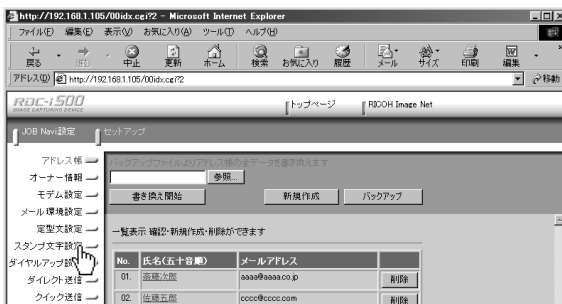 http://192.168.1.105/00idx.cgi?2 - Microsoft Internet Explorer
ファイル(F) 編集(E) 表示(V) お気に入り(A) ツール(T) ヘルプ(H)
戻る 進む 中止 更新 ホーム 検索 お気に入り 履歴 メール サイズ 印刷 編集
アドレス(D) http://192.168.1.105/00idx.cgi?2 移動
RDC-i500
IMAGE CAPTURING DEVICE
トップページ RICOH Image Net
JOB Navi設定 セットアップ
アドレス帳
バックアップファイルよりアドレス帳の全データを書き換えます
オーナー情報
参照...
モデム設定
書き換え開始 新規作成 バックアップ
メール環境設定
定型文設定
一覧表示 確認・新規作成・削除ができます
スタンプ文字設定
ダイヤルアップ設定
No. 氏名(五十音順) メールアドレス
ダイレクト送信
01. 斎藤次郎 aaaa@aaaa.co.jp 削除
クイック送信
02. 佐藤五郎 cccc@cccc.com 削除